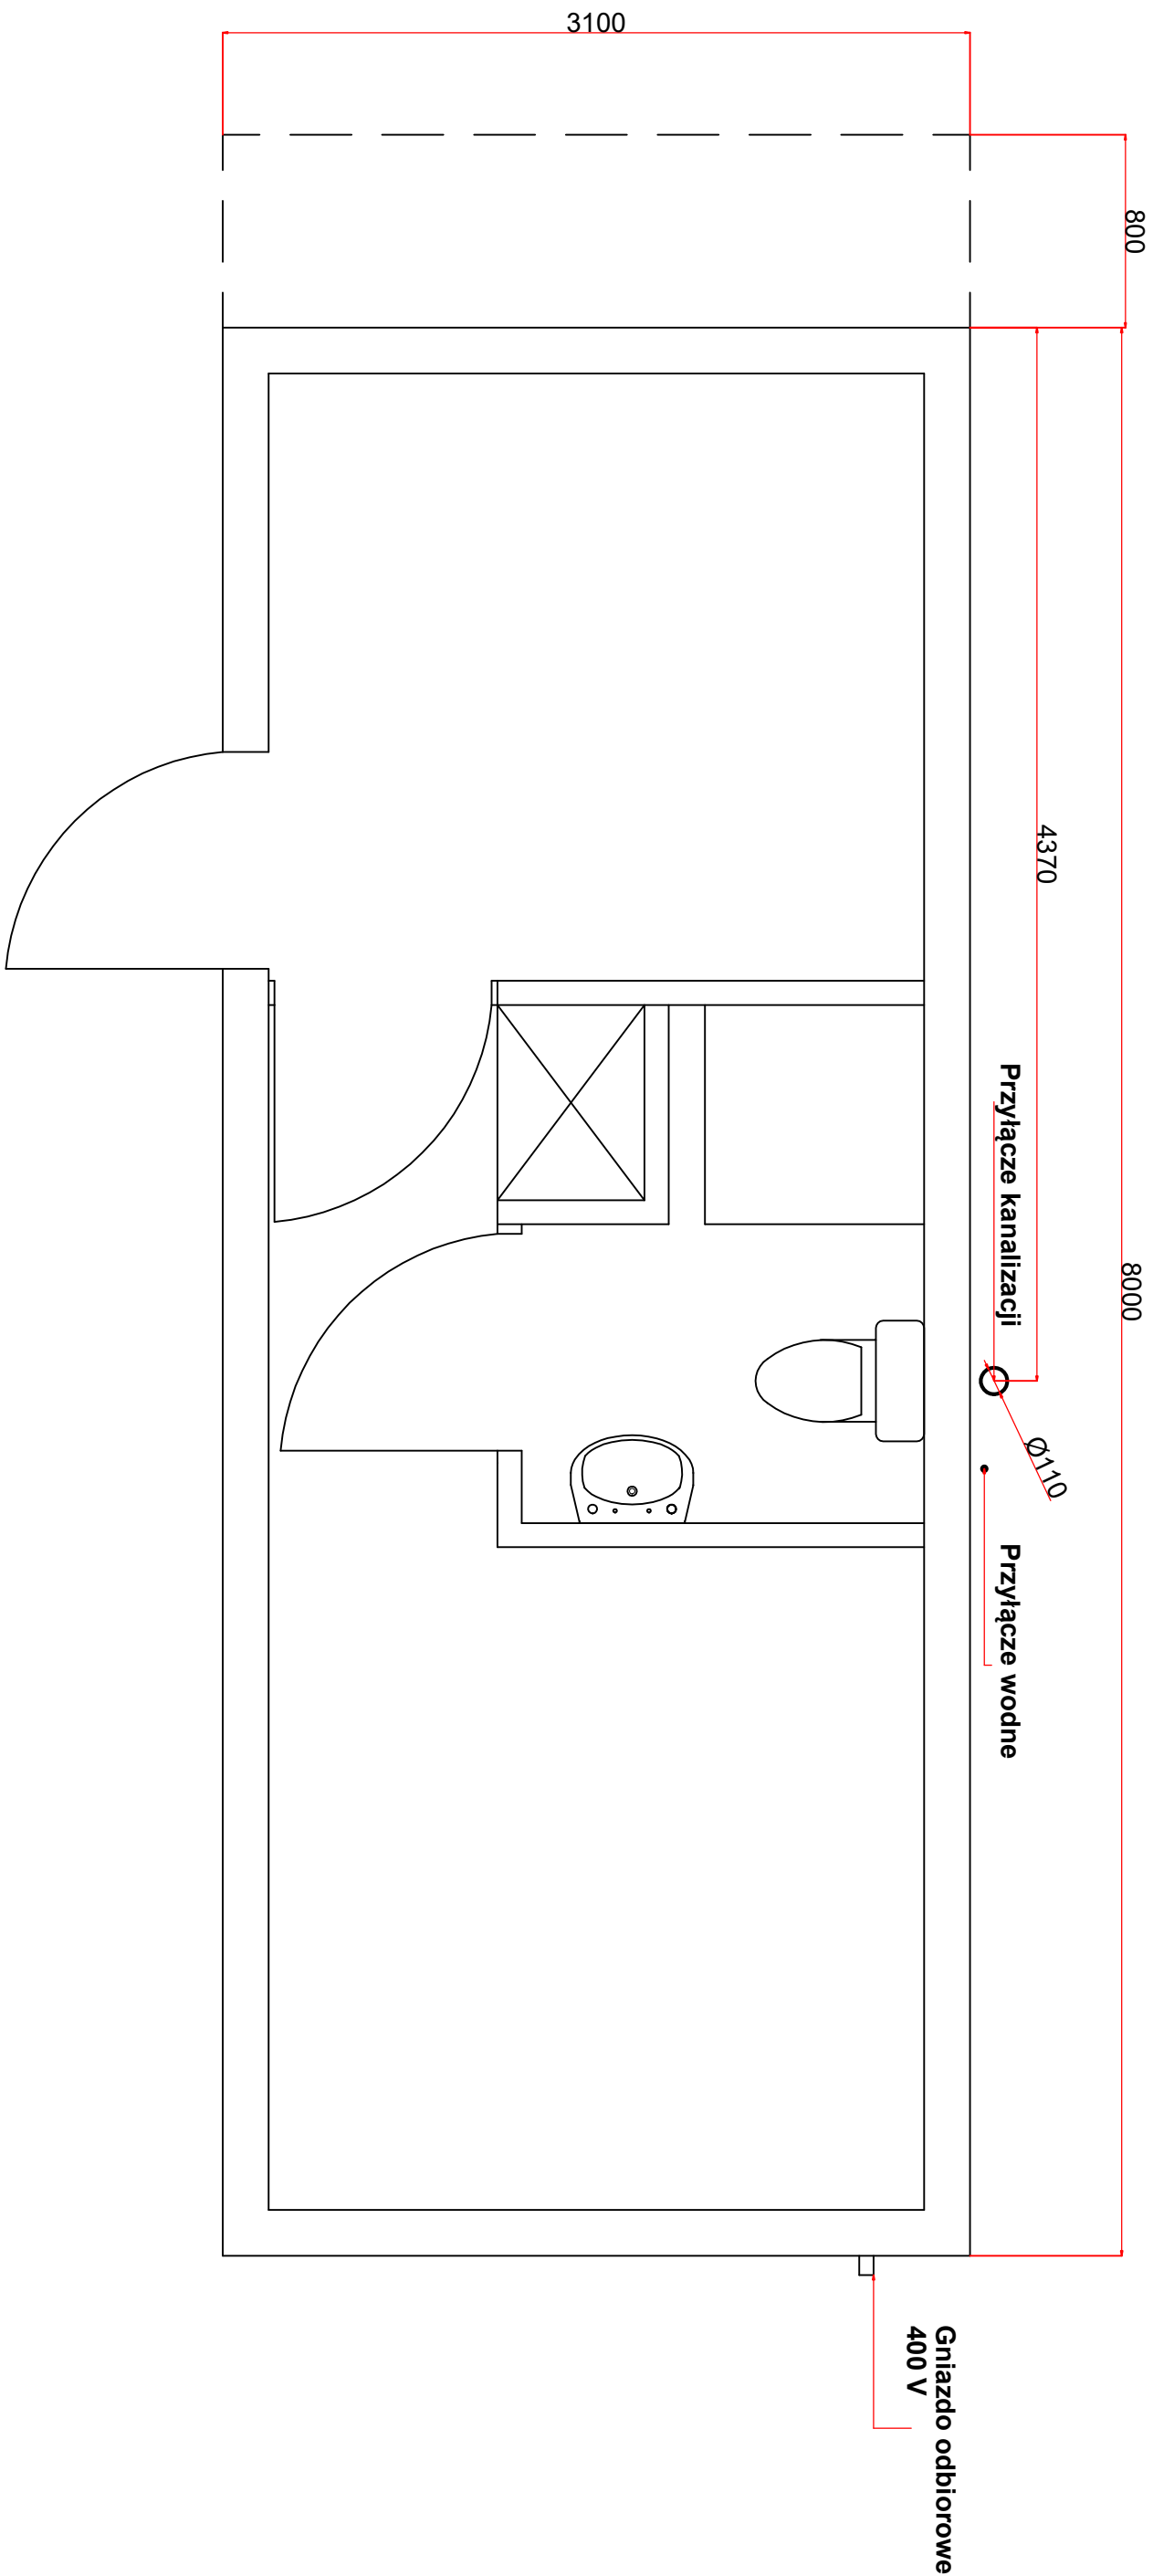 3100
800
4370
8000
Przyłącze kanalizacji
Ø110
Przyłącze wodne
Gniazdo odbiorowe
400 V